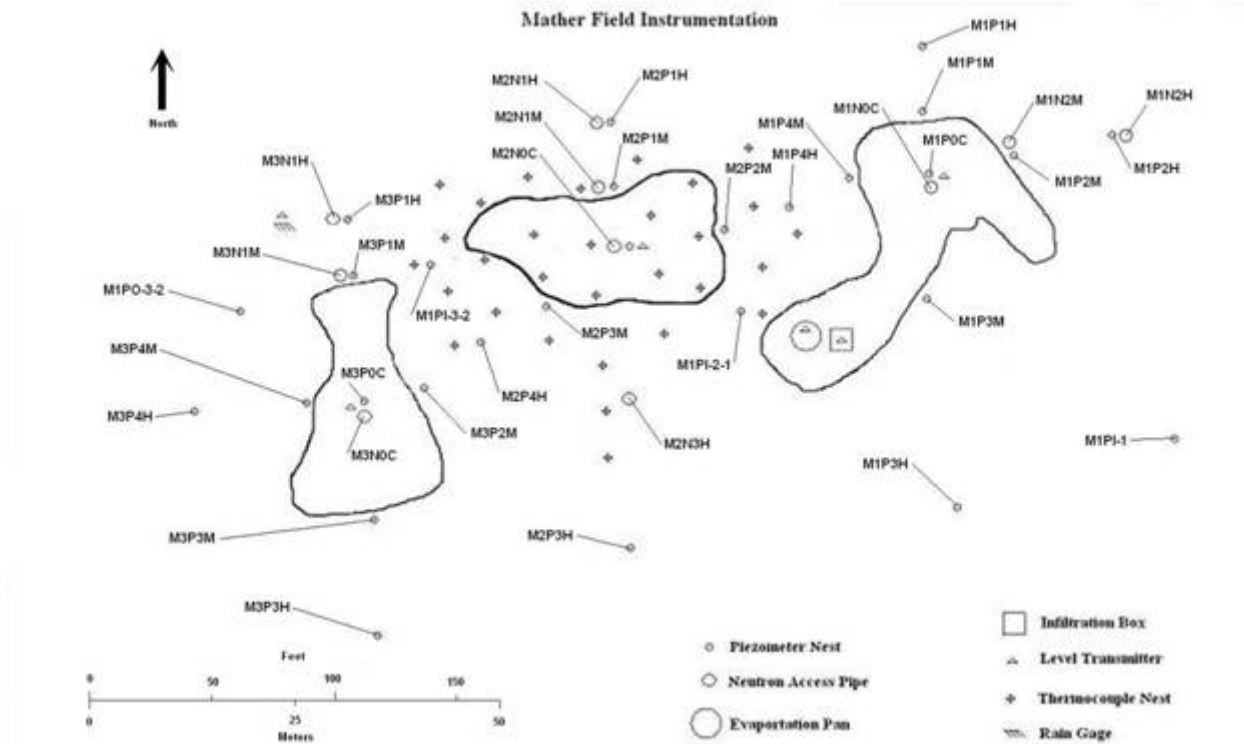 Mather Field Instrumentation
North
M1P1H
M1P1M
M2N1H
M2P1H
M1N0C
M1N2M
M1N2H
M2N1M
M2P1M
M1P4M
M1P0C
M2N0C
M2P2M
M1P4H
M1P2M
M1P2H
M3N1H
M3P1H
M3N1M
M3P1M
M1PO-3-2
M1PI-3-2
M2P3M
M1P3M
M3P4M
M1PI-2-1
M3P0C
M2P4H
M3P4H
M3P2M
M2N3H
M1PI-1
M3N0C
M1P3H
M3P3M
M2P3H
M3P3H
Feet
0 50 100 150
0 25 50
Meters
Piezometer Nest
Neutron Access Pipe
Evaportation Pan
Infiltration Box
Level Transmitter
Thermocouple Nest
Rain Gage